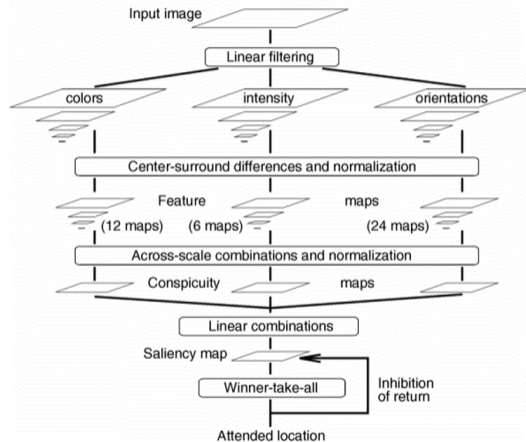 Input image
Linear filtering
colors intensity orientations
Center-surround differences and normalization
Feature maps
(12 maps) (6 maps) (24 maps)
Across-scale combinations and normalization
Conspicuity maps
Linear combinations
Saliency map
Winner-take-all
Inhibition
of return
Attended location